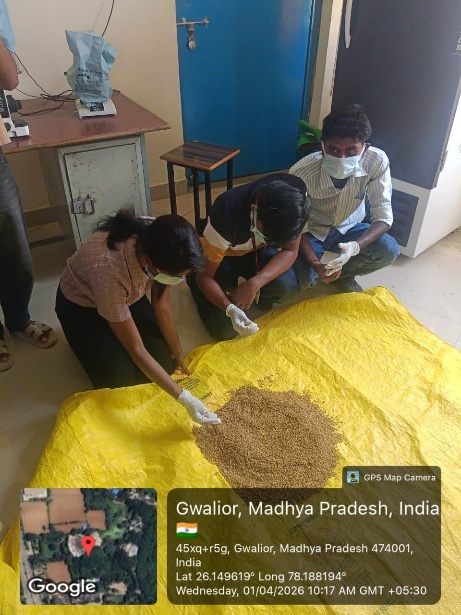 GPS Map Camera
Gwalior, Madhya Pradesh, India
45xq+r5g, Gwalior, Madhya Pradesh 474001,
India
Lat 26.149619° Long 78.188194°
Wednesday, 01/04/2026 10:17 AM GMT +05:30
Google